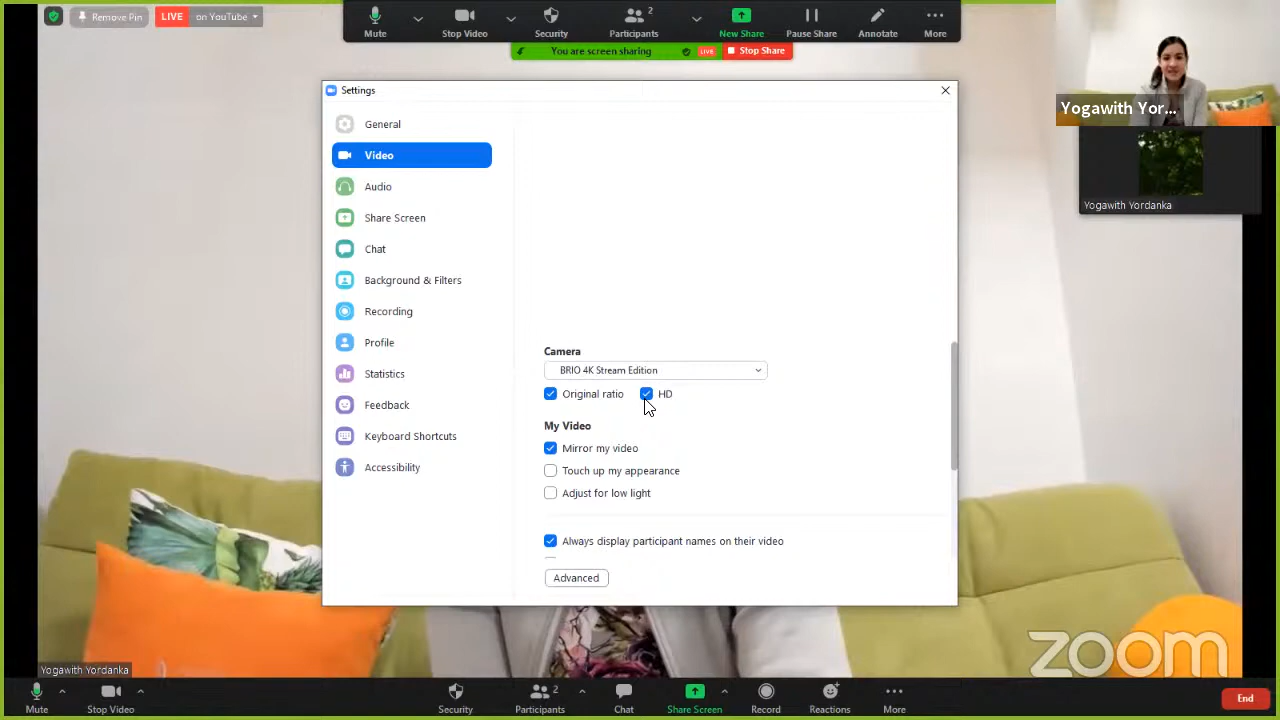 Remove Pin
LIVE on YouTube
Mute
Stop Video
Security
Participants 2
New Share
Pause Share
Annotate
More
You are screen sharing
LIVE
Stop Share
Yogawith Yor...
Yogawith Yordanka
Settings
General
Video
Audio
Share Screen
Chat
Background & Filters
Recording
Profile
Statistics
Feedback
Keyboard Shortcuts
Accessibility
Camera
BRIO 4K Stream Edition
Original ratio HD
My Video
Mirror my video
Touch up my appearance
Adjust for low light
Always display participant names on their video
Advanced
zoom
Yogawith Yordanka
Mute
Stop Video
Security
Participants 2
Chat
Share Screen
Record
Reactions
More
End